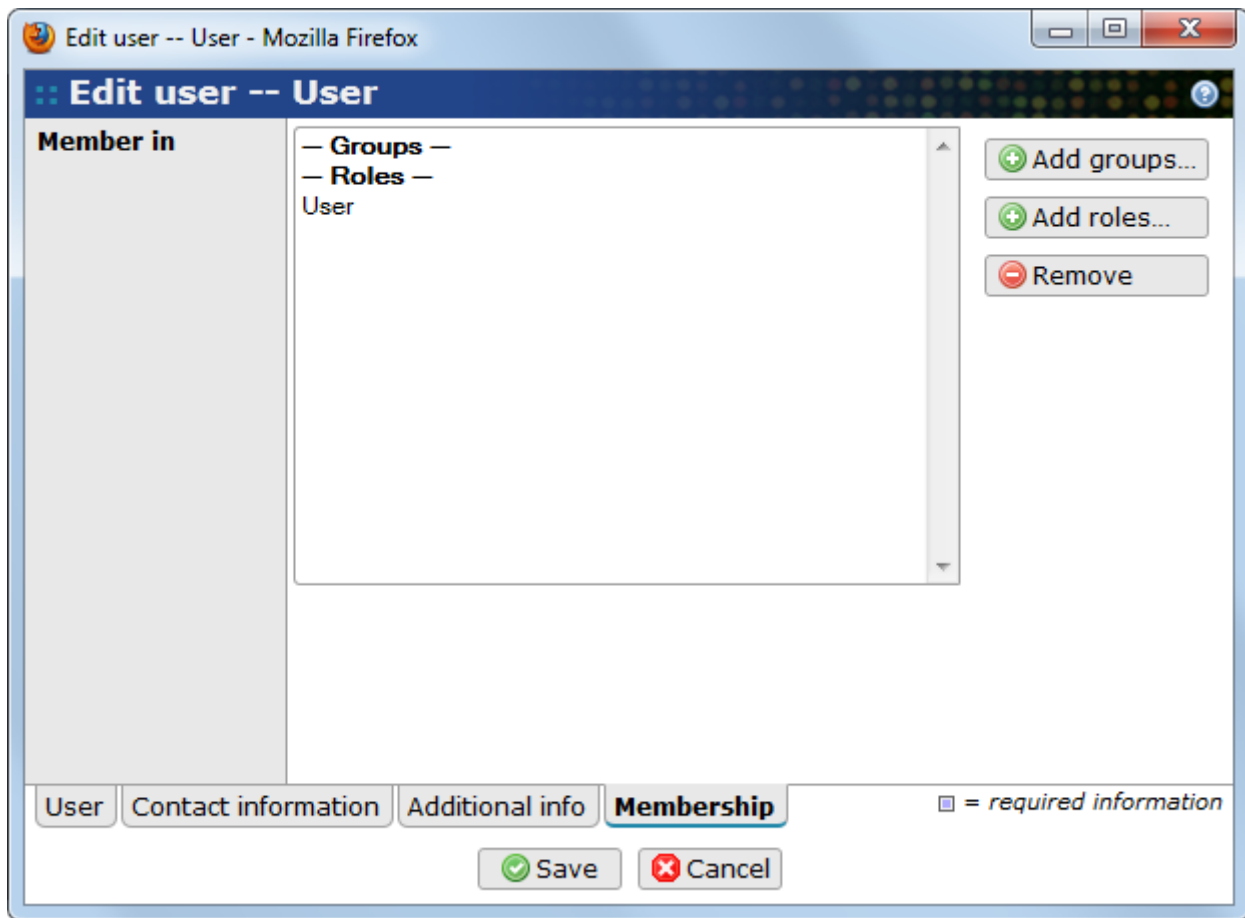 Edit user -- User - Mozilla Firefox
:: Edit user -- User
Member in
— Groups —
— Roles —
User
Add groups...
Add roles...
Remove
User
Contact information
Additional info
Membership
= required information
Save
Cancel